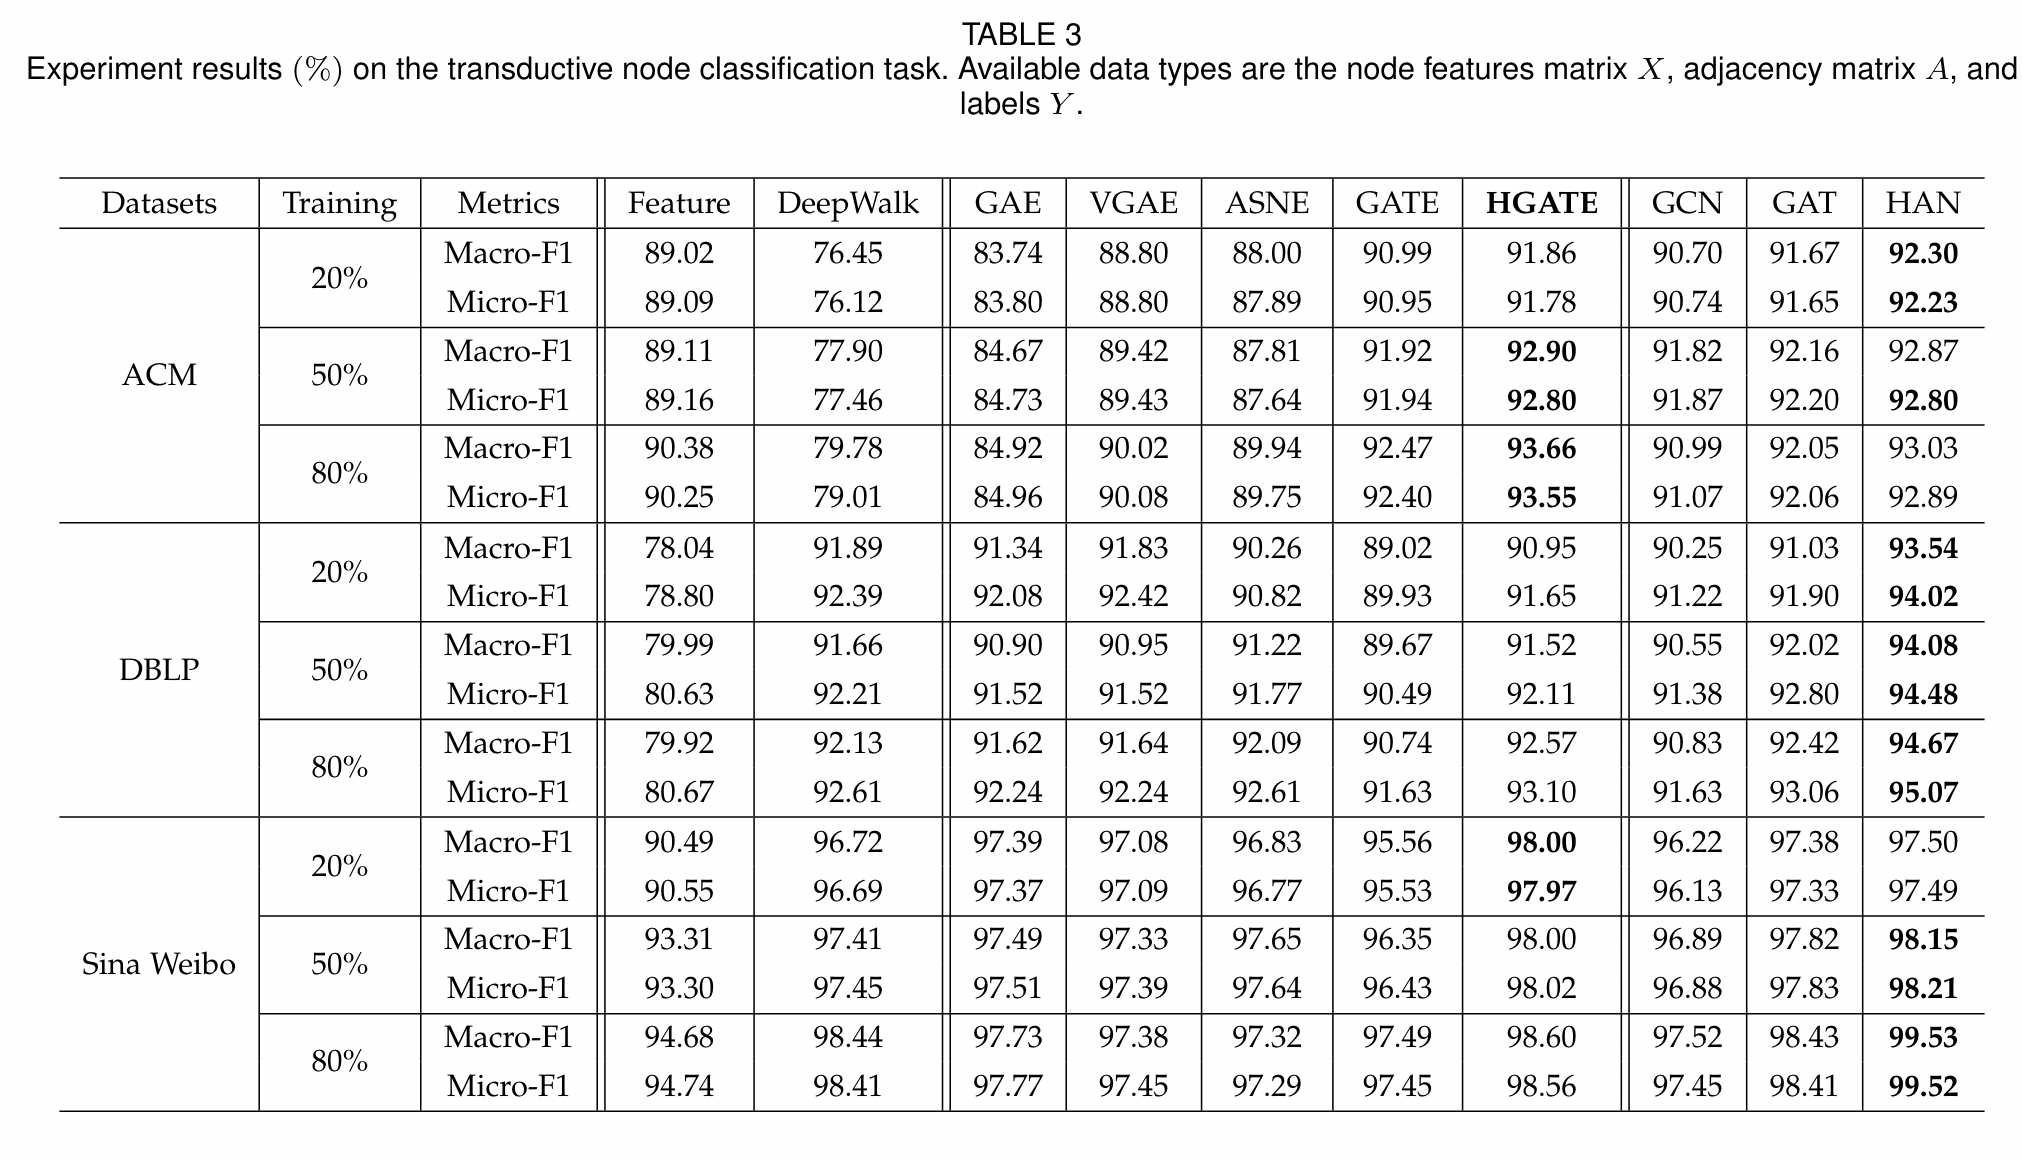 TABLE 3
Experiment results (%) on the transductive node classification task. Available data types are the node features matrix X, adjacency matrix A, and
labels Y.
Datasets Training Metrics Feature DeepWalk GAE VGAE ASNE GATE HGATE GCN GAT HAN
ACM 20% Macro-F1 89.02 76.45 83.74 88.80 88.00 90.99 91.86 90.70 91.67 92.30
Micro-F1 89.09 76.12 83.80 88.80 87.89 90.95 91.78 90.74 91.65 92.23
50% Macro-F1 89.11 77.90 84.67 89.42 87.81 91.92 92.90 91.82 92.16 92.87
Micro-F1 89.16 77.46 84.73 89.43 87.64 91.94 92.80 91.87 92.20 92.80
80% Macro-F1 90.38 79.78 84.92 90.02 89.94 92.47 93.66 90.99 92.05 93.03
Micro-F1 90.25 79.01 84.96 90.08 89.75 92.40 93.55 91.07 92.06 92.89
DBLP 20% Macro-F1 78.04 91.89 91.34 91.83 90.26 89.02 90.95 90.25 91.03 93.54
Micro-F1 78.80 92.39 92.08 92.42 90.82 89.93 91.65 91.22 91.90 94.02
50% Macro-F1 79.99 91.66 90.90 90.95 91.22 89.67 91.52 90.55 92.02 94.08
Micro-F1 80.63 92.21 91.52 91.52 91.77 90.49 92.11 91.38 92.80 94.48
80% Macro-F1 79.92 92.13 91.62 91.64 92.09 90.74 92.57 90.83 92.42 94.67
Micro-F1 80.67 92.61 92.24 92.24 92.61 91.63 93.10 91.63 93.06 95.07
Sina Weibo 20% Macro-F1 90.49 96.72 97.39 97.08 96.83 95.56 98.00 96.22 97.38 97.50
Micro-F1 90.55 96.69 97.37 97.09 96.77 95.53 97.97 96.13 97.33 97.49
50% Macro-F1 93.31 97.41 97.49 97.33 97.65 96.35 98.00 96.89 97.82 98.15
Micro-F1 93.30 97.45 97.51 97.39 97.64 96.43 98.02 96.88 97.83 98.21
80% Macro-F1 94.68 98.44 97.73 97.38 97.32 97.49 98.60 97.52 98.43 99.53
Micro-F1 94.74 98.41 97.77 97.45 97.29 97.45 98.56 97.45 98.41 99.52